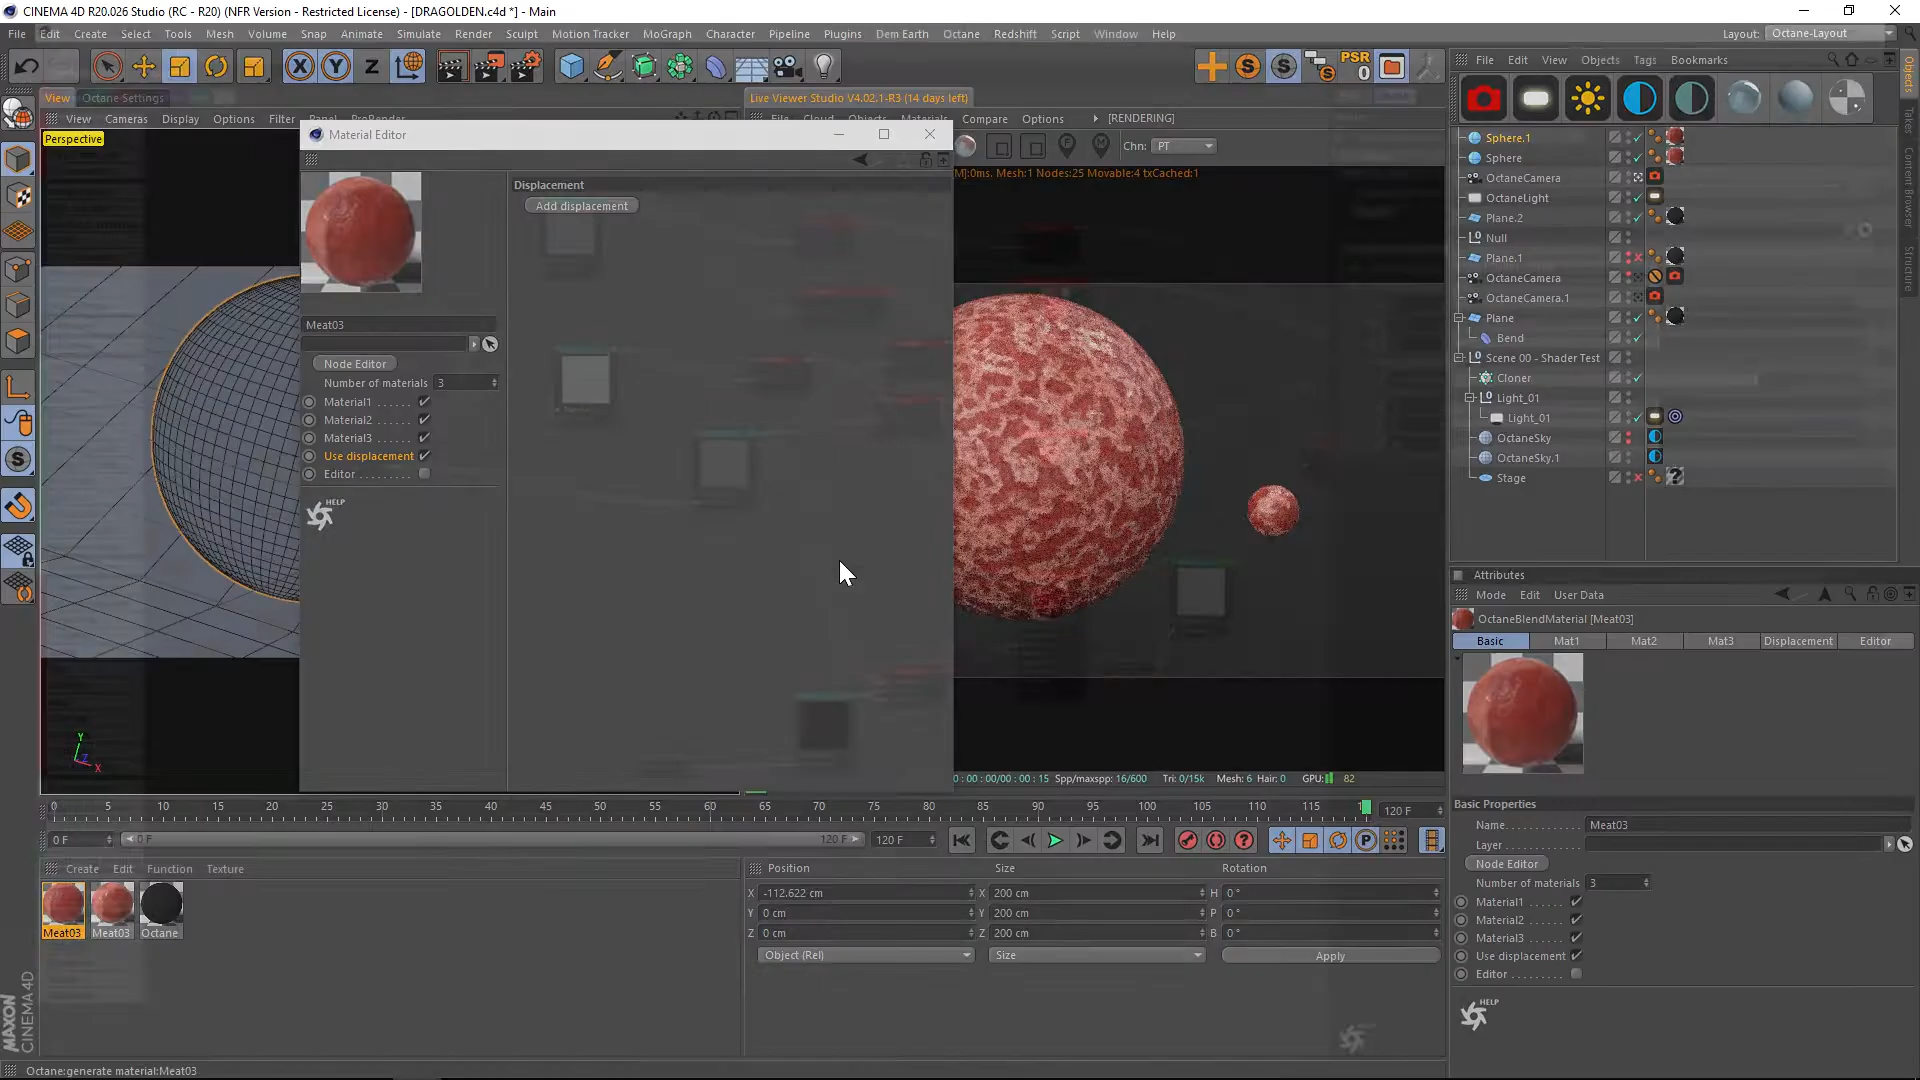 CINEMA 4D R20.026 Studio (RC - R20) (NFR Version - Restricted License) - [DRAGOLDEN.c4d *] - Main
File Edit Create Select Tools Mesh Volume Snap Animate Simulate Render Sculpt Motion Tracker MoGraph Character Pipeline Plugins Dem Earth Octane Redshift Script Window Help
Layout: Octane-Layout
PSR
0
File Edit View Objects Tags Bookmarks
Objects
Takes
Content Browser
Structure
View Octane Settings
Live Viewer Studio V4.02.1-R3 (14 days left)
View Cameras Display Options Filter Panel ProRender
File Cloud Objects Materials Compare Options [RENDERING]
Perspective
Material Editor
Chn: PT
M]:0ms. Mesh:1 Nodes:25 Movable:4 txCached:1
Displacement
Add displacement
Meat03
Node Editor
Number of materials 3
Material1
Material2
Material3
Use displacement
Editor
HELP
Sphere.1
Sphere
OctaneCamera
OctaneLight
Plane.2
Null
Plane.1
OctaneCamera
OctaneCamera.1
Plane
Bend
Scene 00 - Shader Test
Cloner
Light_01
Light_01
OctaneSky
OctaneSky.1
Stage
Attributes
Mode Edit User Data
OctaneBlendMaterial [Meat03]
Basic Mat1 Mat2 Mat3 Displacement Editor
Basic Properties
Name Meat03
Layer
Node Editor
Number of materials 3
Material1
Material2
Material3
Use displacement
Editor
HELP
Y
Z
X
0 : 00 : 00/00 : 00 : 15 Spp/maxspp: 16/600 Tri: 0/15k Mesh: 6 Hair: 0 GPU: 82
0 5 10 15 20 25 30 35 40 45 50 55 60 65 70 75 80 85 90 95 100 105 110 115 120 F
0 F 0 F 120 F 120 F
Create Edit Function Texture
Meat03 Meat03 Octane
Position Size Rotation
X -112.622 cm X 200 cm H 0 °
Y 0 cm Y 200 cm P 0 °
Z 0 cm Z 200 cm B 0 °
Object (Rel) Size Apply
MAXON
CINEMA 4D
Octane:generate material:Meat03